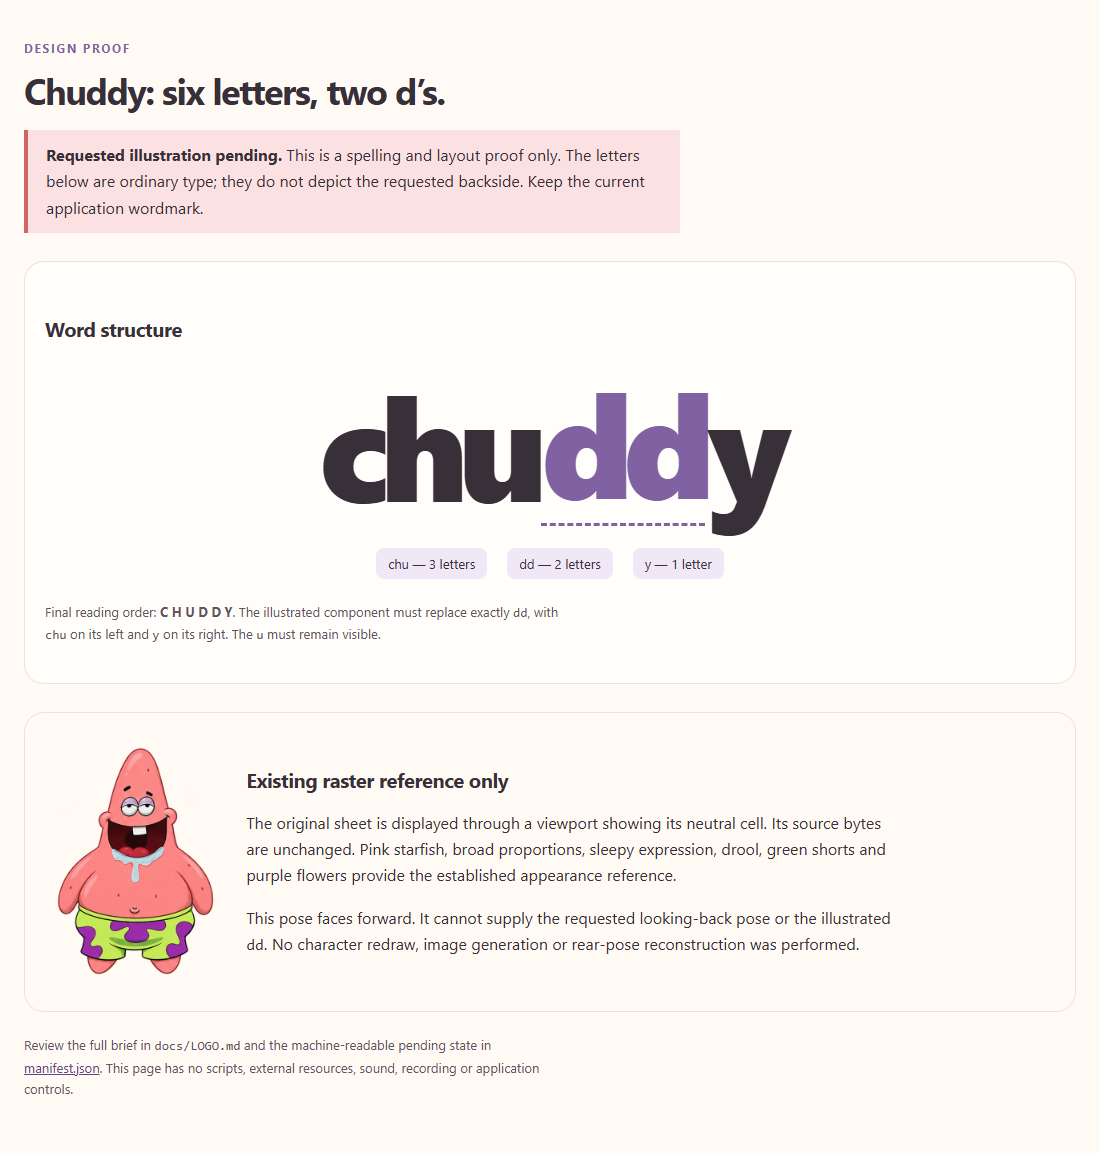 DESIGN PROOF
Chuddy: six letters, two d’s.
Requested illustration pending. This is a spelling and layout proof only. The letters
below are ordinary type; they do not depict the requested backside. Keep the current
application wordmark.
Word structure
chuddy
chu — 3 letters
dd — 2 letters
y — 1 letter
Final reading order: C H U D D Y. The illustrated component must replace exactly dd, with
chu on its left and y on its right. The u must remain visible.
Existing raster reference only
The original sheet is displayed through a viewport showing its neutral cell. Its source bytes
are unchanged. Pink starfish, broad proportions, sleepy expression, drool, green shorts and
purple flowers provide the established appearance reference.
This pose faces forward. It cannot supply the requested looking-back pose or the illustrated
dd. No character redraw, image generation or rear-pose reconstruction was performed.
Review the full brief in docs/LOGO.md and the machine-readable pending state in
manifest.json. This page has no scripts, external resources, sound, recording or application
controls.